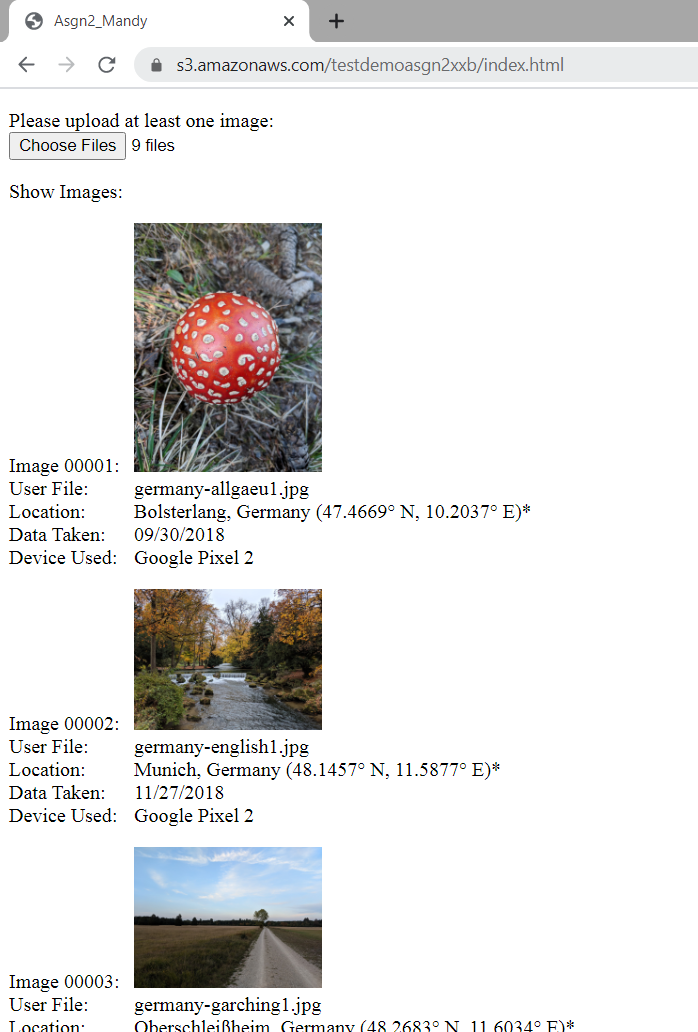 Asgn2_Mandy
s3.amazonaws.com/testdemoasgn2xxb/index.html
Please upload at least one image:
Choose Files 9 files
Show Images:
Image 00001:
User File: germany-allgaeu1.jpg
Location: Bolsterlang, Germany (47.4669° N, 10.2037° E)*
Data Taken: 09/30/2018
Device Used: Google Pixel 2
Image 00002:
User File: germany-english1.jpg
Location: Munich, Germany (48.1457° N, 11.5877° E)*
Data Taken: 11/27/2018
Device Used: Google Pixel 2
Image 00003:
User File: germany-garching1.jpg
Location: Oberschleißheim, Germany (48.2683° N, 11.6034° E)*